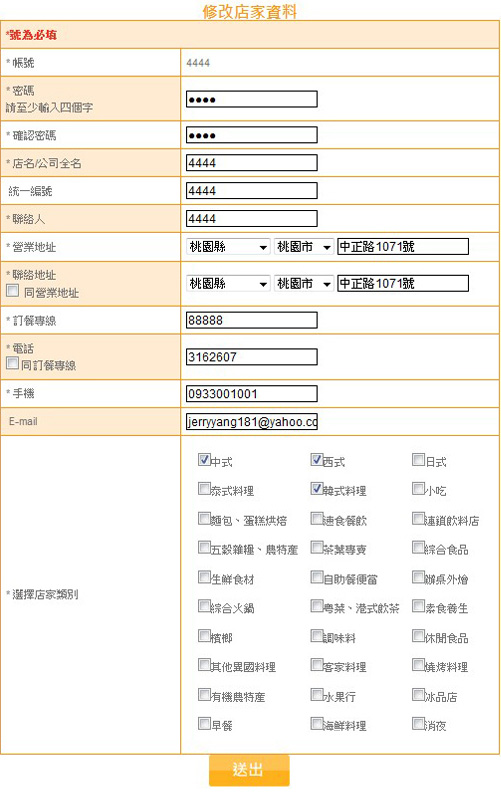 修改店家資料
*號為必填
* 帳號 4444
* 密碼
請至少輸入四個字 ●●●●
* 確認密碼 ●●●●
* 店名/公司全名 4444
統一編號 4444
* 聯絡人 4444
* 營業地址 桃園縣 桃園市 中正路1071號
* 聯絡地址
同營業地址 桃園縣 桃園市 中正路1071號
* 訂餐專線 88888
* 電話
同訂餐專線 3162607
* 手機 0933001001
E-mail jerryyang181@yahoo.cc
* 選擇店家類別
中式 西式 日式
泰式料理 韓式料理 小吃
麵包、蛋糕烘焙 速食餐飲 連鎖飲料店
五穀雜糧、農特產 茶葉專賣 綜合食品
生鮮食材 自助餐便當 辦桌外燴
綜合火鍋 粵菜、港式飲茶 素食養生
檳榔 調味料 休閒食品
其他異國料理 客家料理 燒烤料理
有機農特產 水果行 冰品店
早餐 海鮮料理 消夜
送出